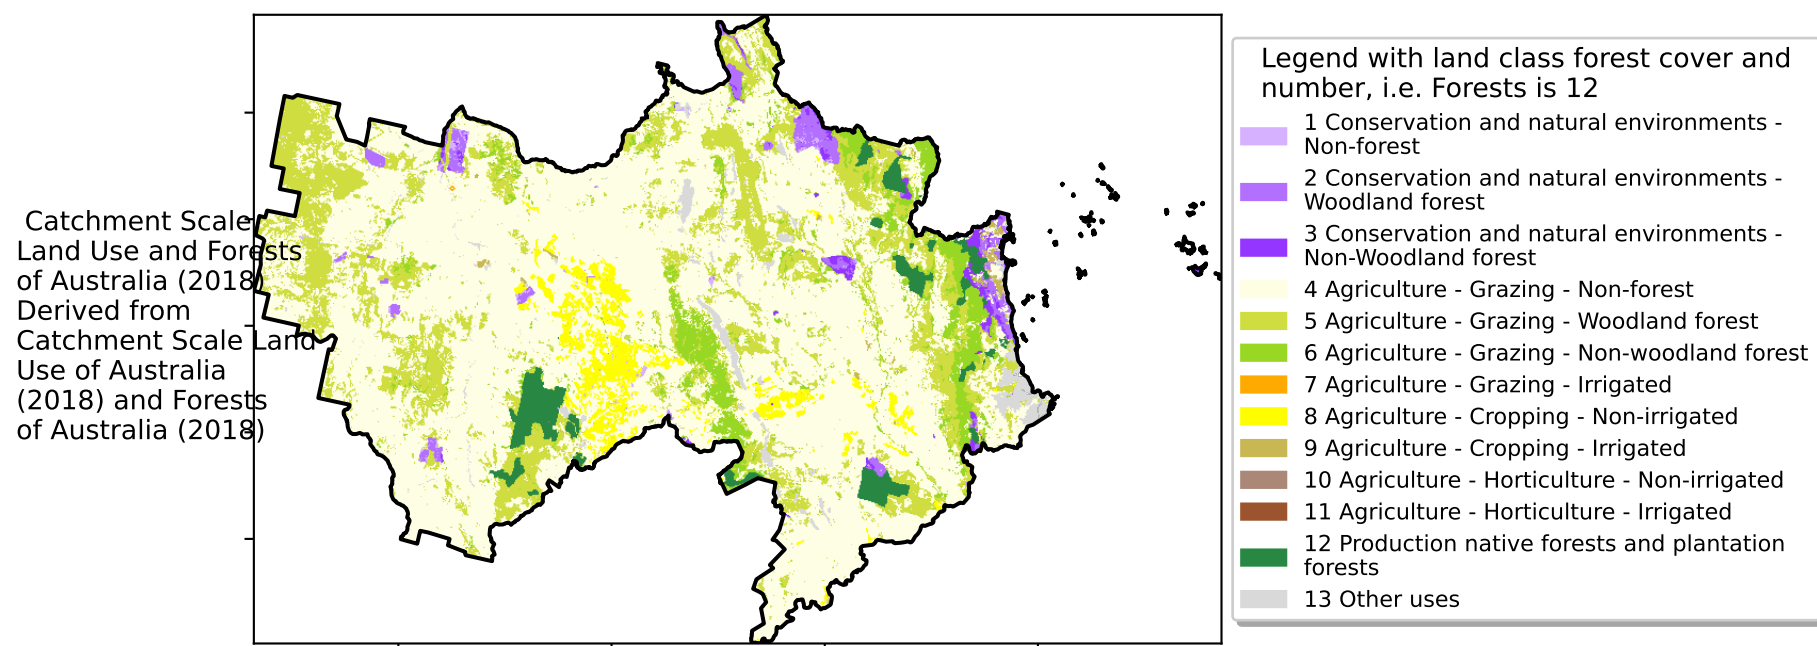 Catchment Scale
Land Use and Forests
of Australia (2018)
Derived from
Catchment Scale Land
Use of Australia
(2018) and Forests
of Australia (2018)
Legend with land class forest cover and
number, i.e. Forests is 12
1 Conservation and natural environments -
Non-forest
2 Conservation and natural environments -
Woodland forest
3 Conservation and natural environments -
Non-Woodland forest
4 Agriculture - Grazing - Non-forest
5 Agriculture - Grazing - Woodland forest
6 Agriculture - Grazing - Non-woodland forest
7 Agriculture - Grazing - Irrigated
8 Agriculture - Cropping - Non-irrigated
9 Agriculture - Cropping - Irrigated
10 Agriculture - Horticulture - Non-irrigated
11 Agriculture - Horticulture - Irrigated
12 Production native forests and plantation
forests
13 Other uses